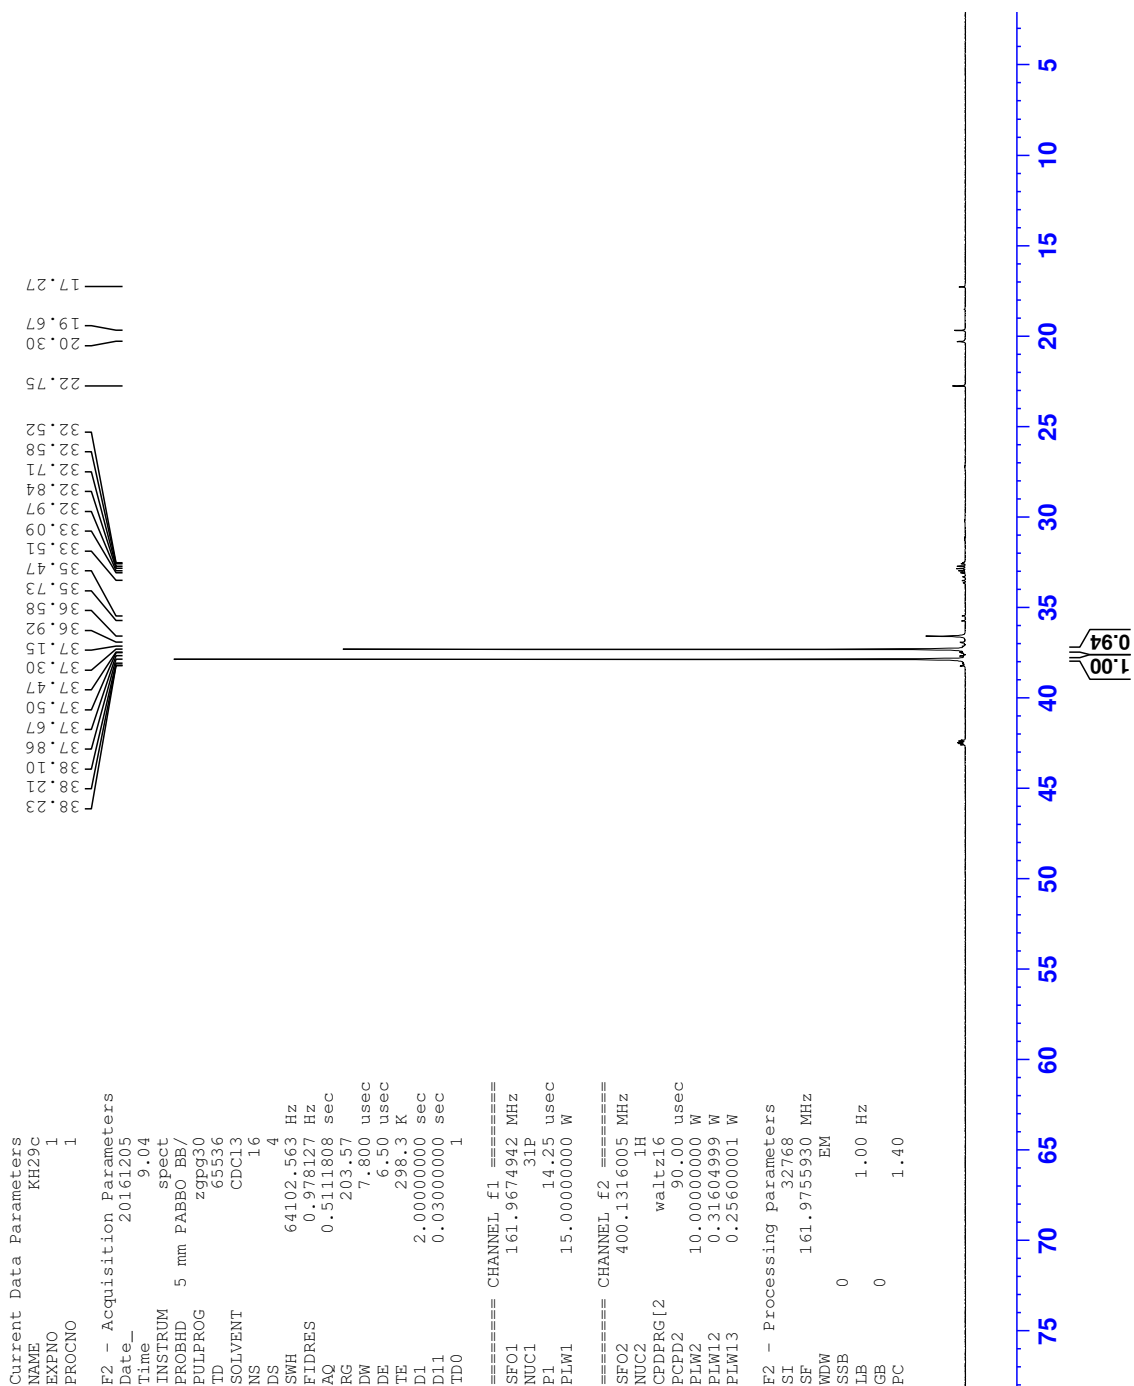 Current Data Parameters
NAME KH29c
EXPNO 1
PROCNO 1
F2 - Acquisition Parameters
Date_ 20161205
Time 9.04
INSTRUM spect
PROBHD 5 mm PABBO BB/
PULPROG zgpg30
TD 65536
SOLVENT CDCl3
NS 16
DS 4
SWH 64102.563 Hz
FIDRES 0.978127 Hz
AQ 0.5111808 sec
RG 203.57
DW 7.800 usec
DE 6.50 usec
TE 298.3 K
D1 2.00000000 sec
D11 0.03000000 sec
TD0 1
======== CHANNEL f1 ========
SFO1 161.9674942 MHz
NUC1 31P
P1 14.25 usec
PLW1 15.00000000 W
======== CHANNEL f2 ========
SFO2 400.1316005 MHz
NUC2 1H
CPDPRG[2 waltz16
PCPD2 90.00 usec
PLW2 10.00000000 W
PLW12 0.31604999 W
PLW13 0.25600001 W
F2 - Processing parameters
SI 32768
SF 161.9755930 MHz
WDW EM
SSB 0
LB 1.00 Hz
GB 0
PC 1.40
38.23
38.21
38.10
37.86
37.67
37.50
37.47
37.30
37.15
36.92
36.58
35.73
35.47
33.51
33.09
32.97
32.84
32.71
32.58
32.52
22.75
20.30
19.67
17.27
75 70 65 60 55 50 45 40 35 30 25 20 15 10 5
1.00
0.94